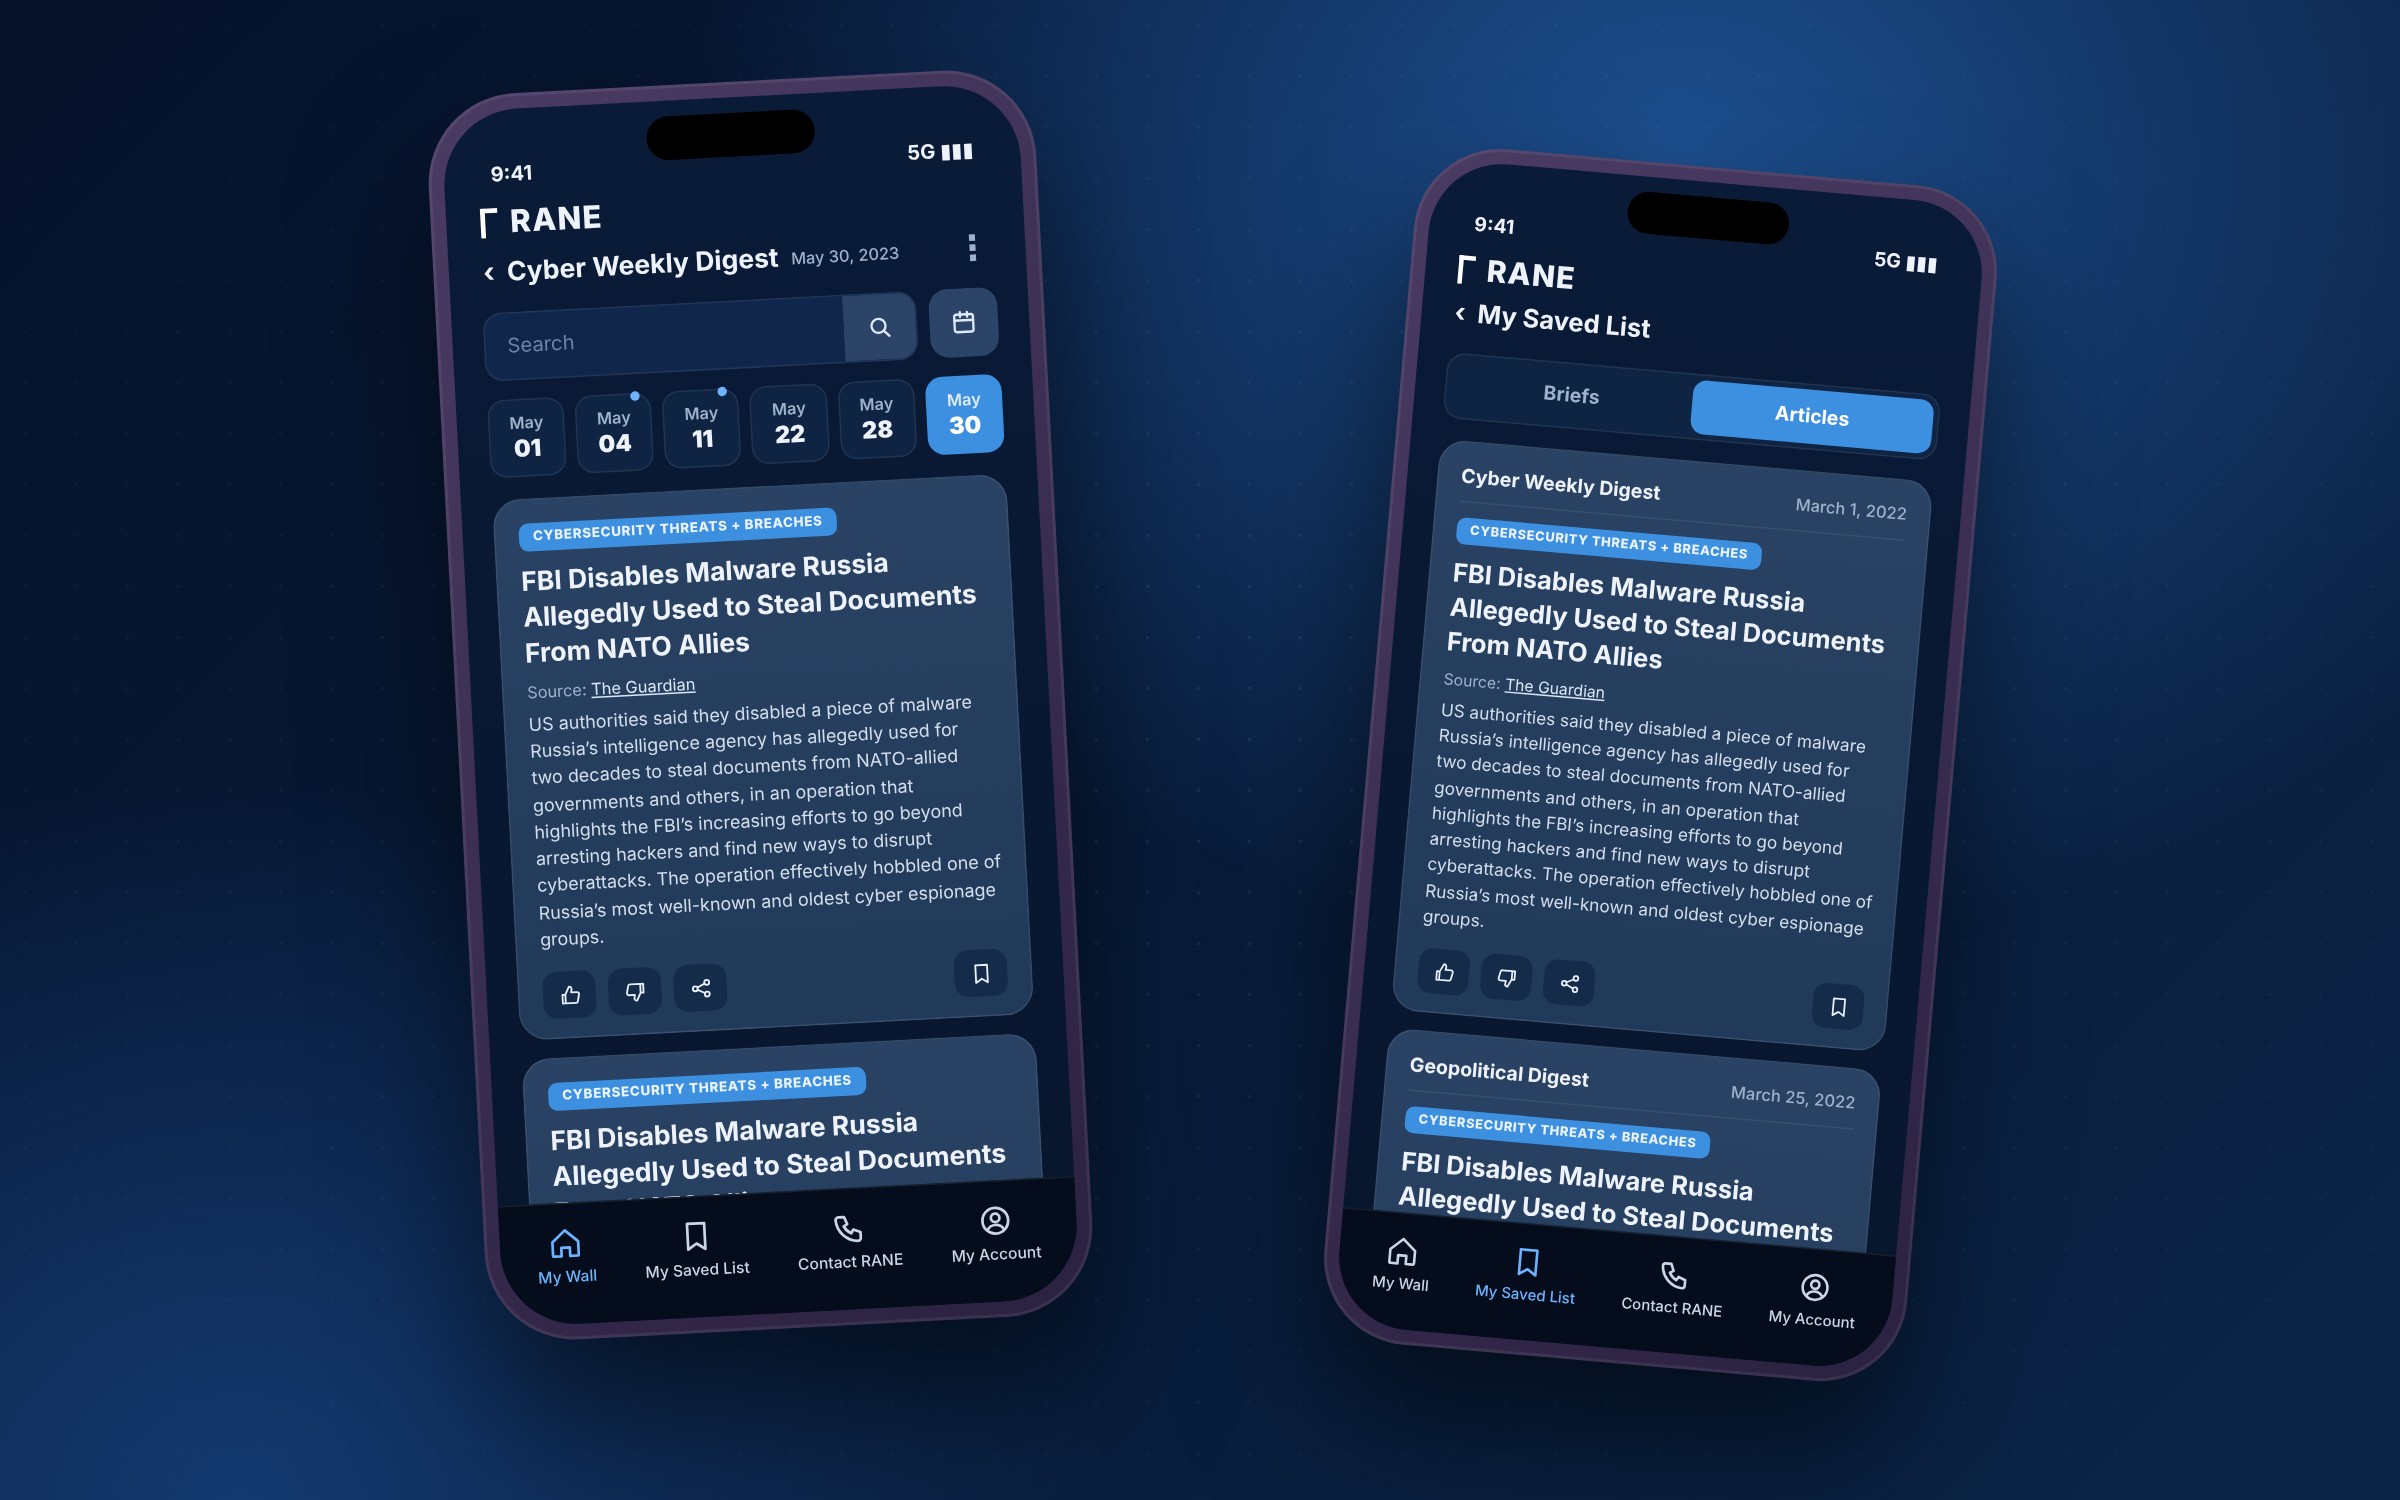 9:41
5G
RANE
‹ Cyber Weekly Digest May 30, 2023
Search
May 01
May 04
May 11
May 22
May 28
May 30
CYBERSECURITY THREATS + BREACHES
FBI Disables Malware Russia
Allegedly Used to Steal Documents
From NATO Allies
Source: The Guardian
US authorities said they disabled a piece of malware
Russia’s intelligence agency has allegedly used for
two decades to steal documents from NATO-allied
governments and others, in an operation that
highlights the FBI’s increasing efforts to go beyond
arresting hackers and find new ways to disrupt
cyberattacks. The operation effectively hobbled one of
Russia’s most well-known and oldest cyber espionage
groups.
CYBERSECURITY THREATS + BREACHES
FBI Disables Malware Russia
Allegedly Used to Steal Documents
My Wall
My Saved List
Contact RANE
My Account
9:41
5G
RANE
‹ My Saved List
Briefs
Articles
Cyber Weekly Digest
March 1, 2022
CYBERSECURITY THREATS + BREACHES
FBI Disables Malware Russia
Allegedly Used to Steal Documents
From NATO Allies
Source: The Guardian
US authorities said they disabled a piece of malware
Russia’s intelligence agency has allegedly used for
two decades to steal documents from NATO-allied
governments and others, in an operation that
highlights the FBI’s increasing efforts to go beyond
arresting hackers and find new ways to disrupt
cyberattacks. The operation effectively hobbled one of
Russia’s most well-known and oldest cyber espionage
groups.
Geopolitical Digest
March 25, 2022
CYBERSECURITY THREATS + BREACHES
FBI Disables Malware Russia
Allegedly Used to Steal Documents
My Wall
My Saved List
Contact RANE
My Account